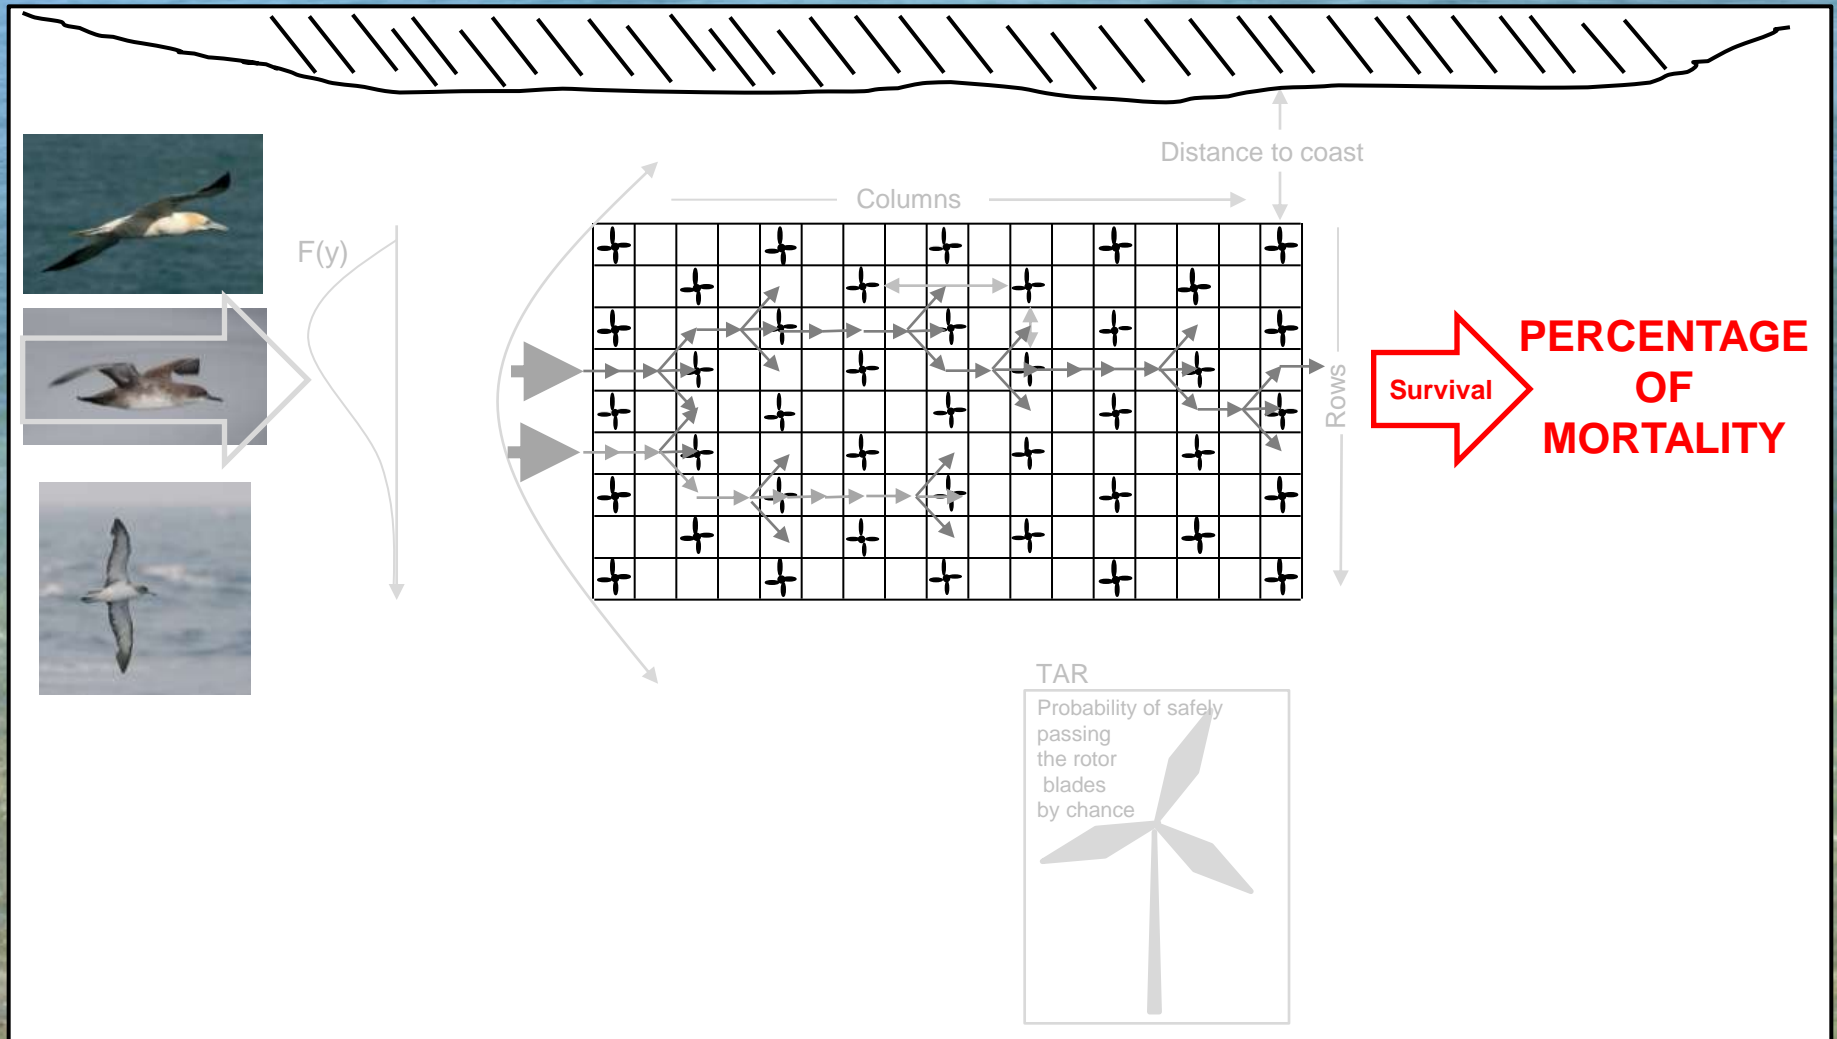 Distance to coast
Columns
F(y)
Rows
Survival
PERCENTAGE
OF
MORTALITY
TAR
Probability of safely
passing
the rotor
blades
by chance